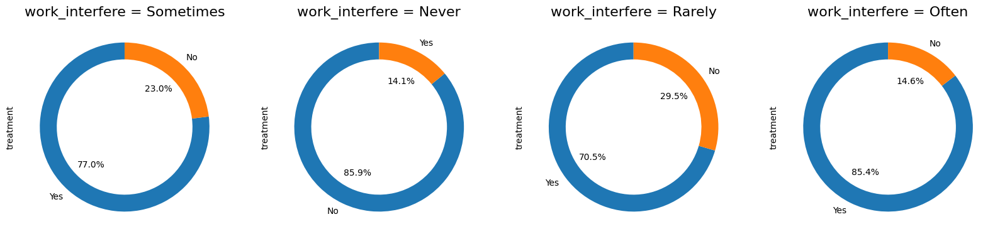 work_interfere = Sometimes
No
23.0%
treatment
77.0%
Yes
work_interfere = Never
Yes
14.1%
treatment
85.9%
No
work_interfere = Rarely
No
29.5%
treatment
70.5%
Yes
work_interfere = Often
No
14.6%
treatment
85.4%
Yes